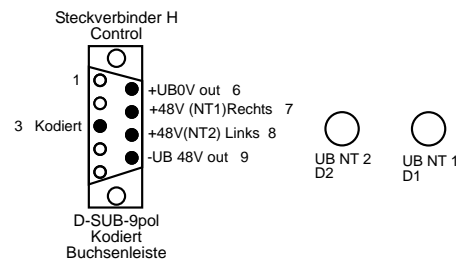 Steckverbinder H
Control
1
+UB0V out 6
+48V (NT1)Rechts 7
3 Kodiert
+48V(NT2) Links 8
-UB 48V out 9
UB NT 2
D2
UB NT 1
D1
D-SUB-9pol
Kodiert
Buchsenleiste